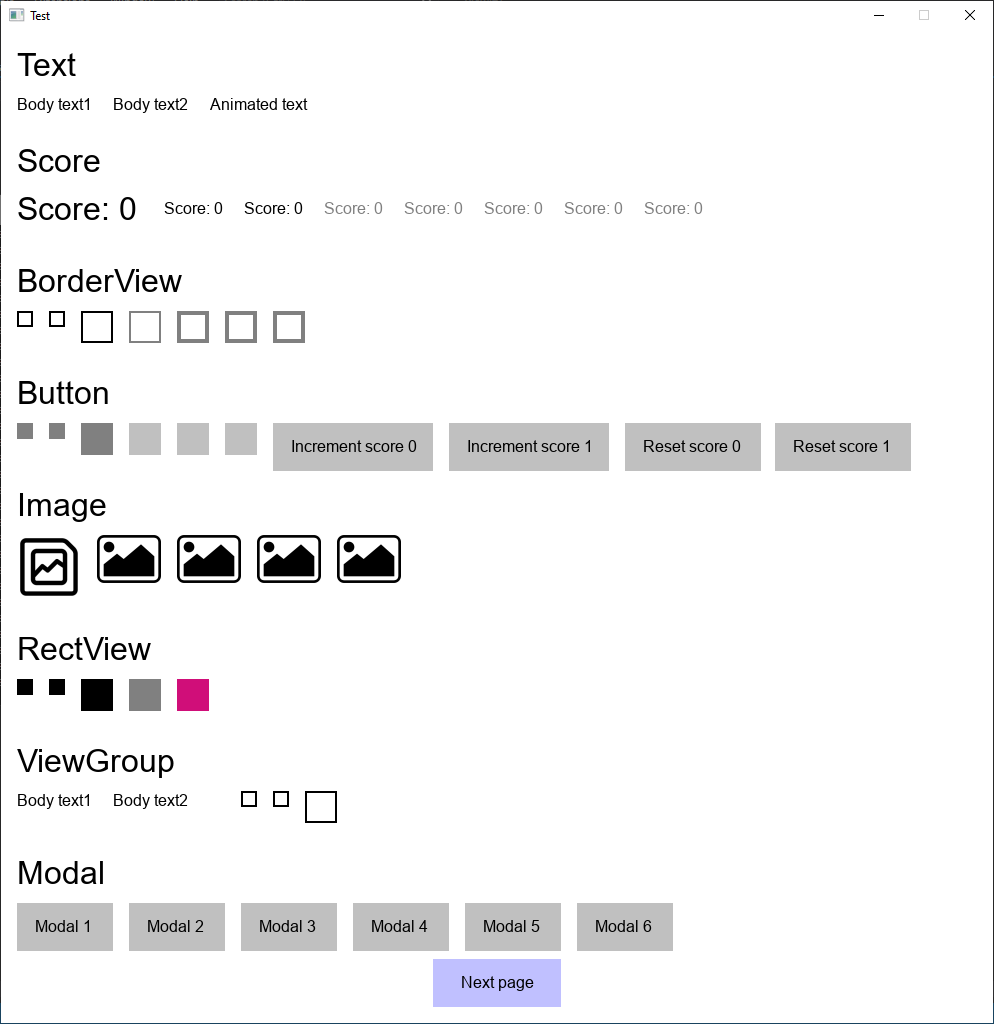 Test
Text
Body text1 Body text2 Animated text
Score
Score: 0 Score: 0 Score: 0 Score: 0 Score: 0 Score: 0 Score: 0 Score: 0
BorderView
Button
Increment score 0 Increment score 1 Reset score 0 Reset score 1
Image
RectView
ViewGroup
Body text1 Body text2
Modal
Modal 1 Modal 2 Modal 3 Modal 4 Modal 5 Modal 6
Next page